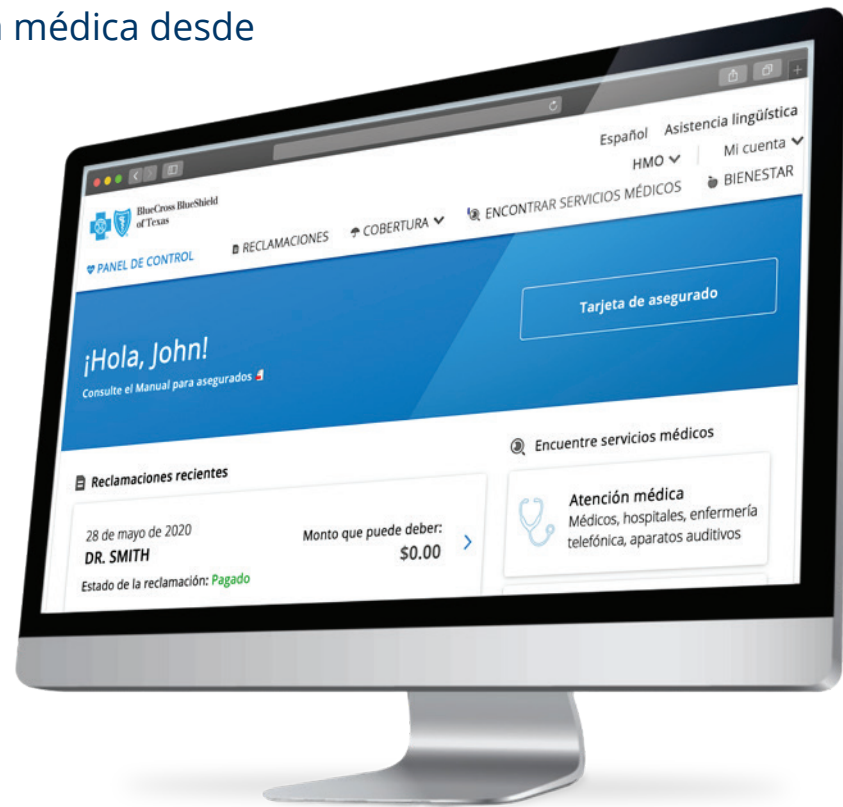 médica desde
Español Asistencia lingüística
HMO Mi cuenta
BlueCross BlueShield
of Texas
PANEL DE CONTROL RECLAMACIONES COBERTURA ENCONTRAR SERVICIOS MÉDICOS BIENESTAR
¡Hola, John!
Consulte el Manual para asegurados
Tarjeta de asegurado
Reclamaciones recientes
28 de mayo de 2020
DR. SMITH
Estado de la reclamación: Pagado
Monto que puede deber:
$0.00
Encuentre servicios médicos
Atención médica
Médicos, hospitales, enfermería
telefónica, aparatos auditivos